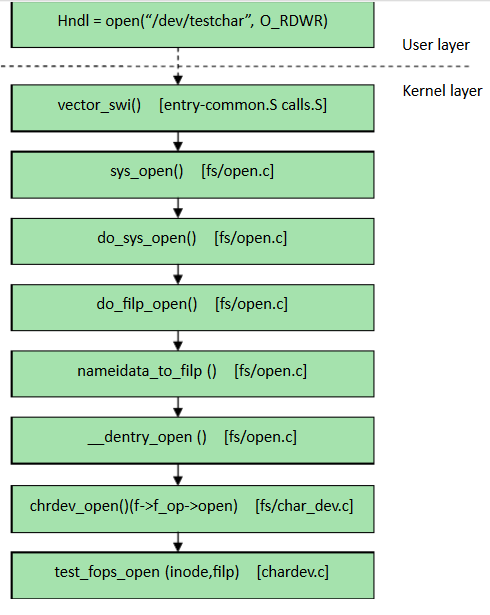 Hndl = open(“/dev/testchar”, O_RDWR)
User layer
Kernel layer
vector_swi() [entry-common.S calls.S]
sys_open() [fs/open.c]
do_sys_open() [fs/open.c]
do_filp_open() [fs/open.c]
nameidata_to_filp () [fs/open.c]
__dentry_open () [fs/open.c]
chrdev_open()(f->f_op->open) [fs/char_dev.c]
test_fops_open (inode,filp) [chardev.c]